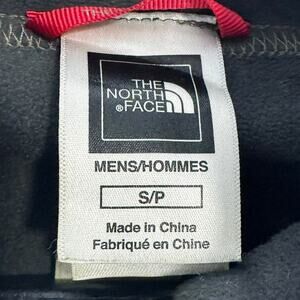 THE
NORTH
®FACE
MENS/HOMMES
S/P
Made in China
Fabriqué en Chine